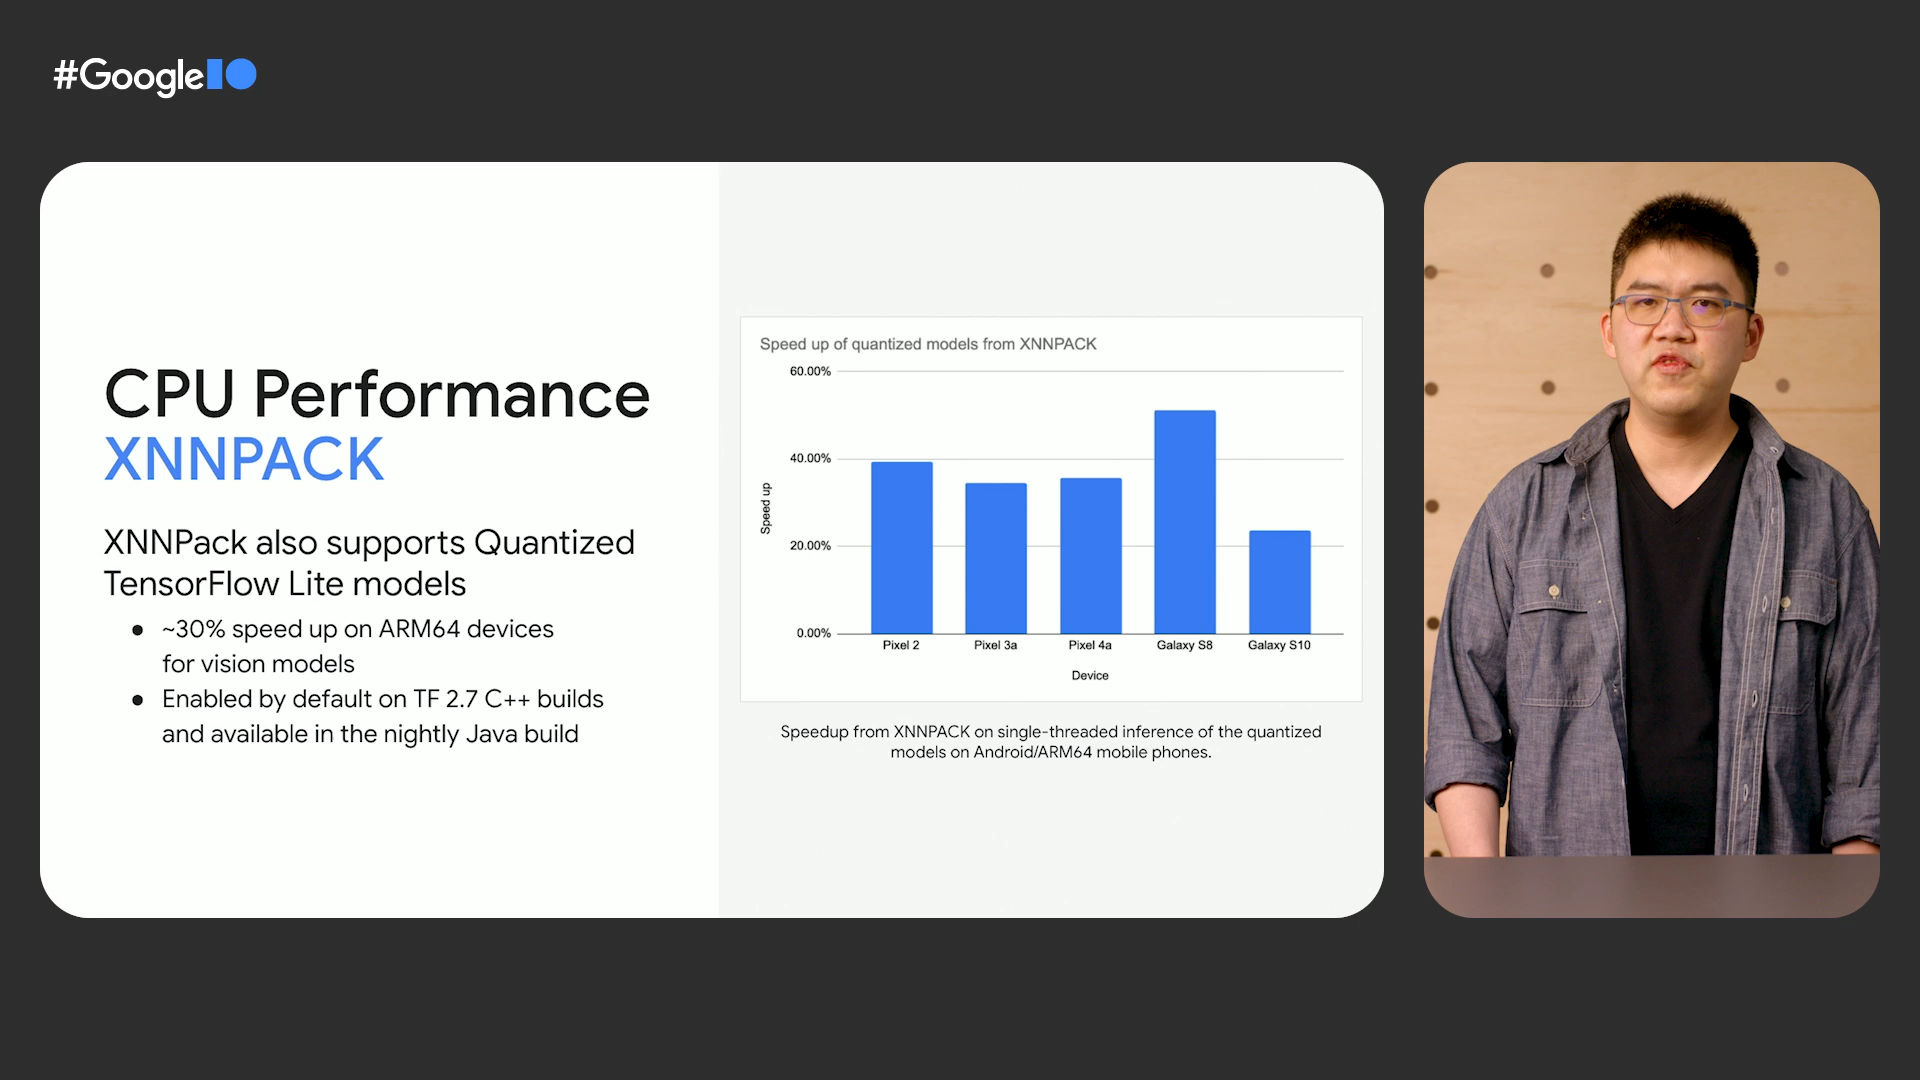 #GoogleIO
CPU Performance
XNNPACK
XNNPack also supports Quantized
TensorFlow Lite models
● ~30% speed up on ARM64 devices
for vision models
● Enabled by default on TF 2.7 C++ builds
and available in the nightly Java build
Speed up of quantized models from XNNPACK
60.00%
40.00%
20.00%
0.00%
Speed up
Pixel 2 Pixel 3a Pixel 4a Galaxy S8 Galaxy S10
Device
Speedup from XNNPACK on single-threaded inference of the quantized
models on Android/ARM64 mobile phones.